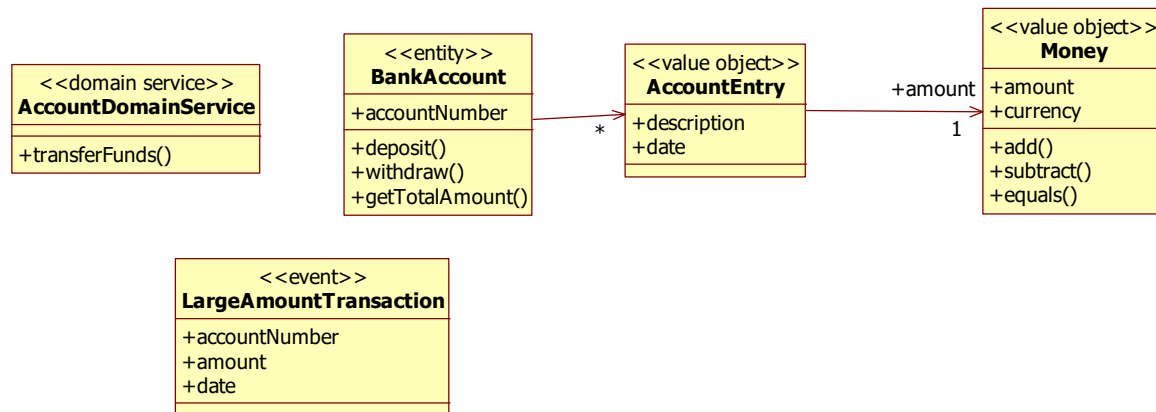 <<domain service>>
AccountDomainService
+transferFunds()
<<entity>>
BankAccount
+accountNumber
+deposit()
+withdraw()
+getTotalAmount()
*
<<value object>>
AccountEntry
+description
+date
+amount
1
<<value object>>
Money
+amount
+currency
+add()
+subtract()
+equals()
<<event>>
LargeAmountTransaction
+accountNumber
+amount
+date